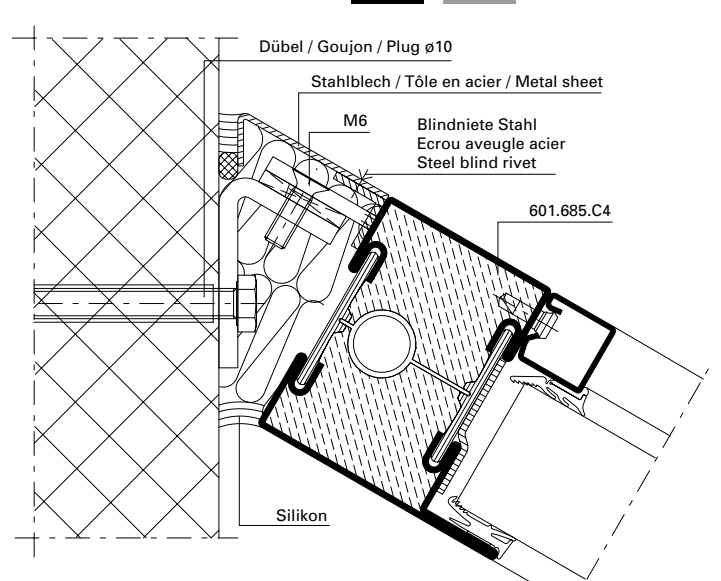 Dübel / Goujon / Plug ø10
Stahlblech / Tôle en acier / Metal sheet
M6
Blindniete Stahl
Ecrou aveugle acier
Steel blind rivet
601.685.C4
Silikon